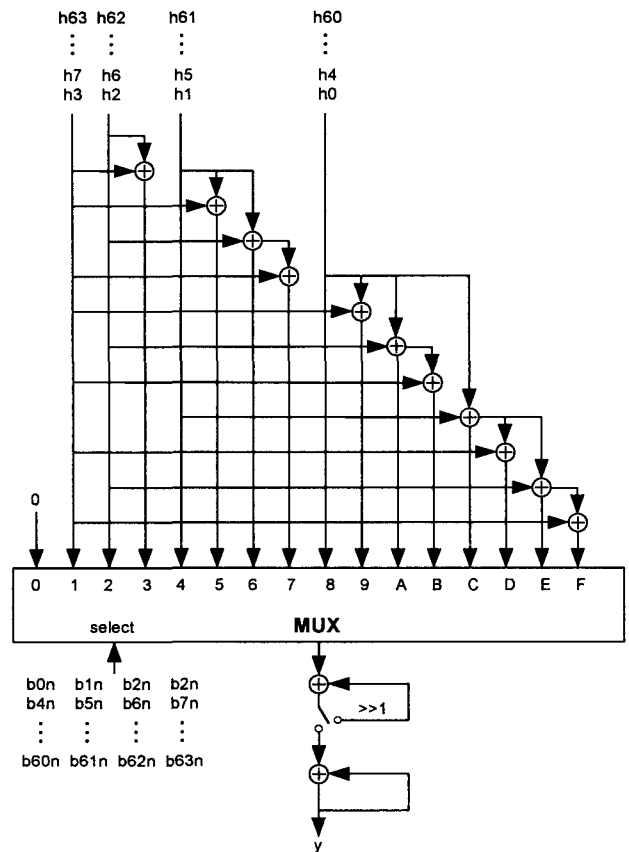 h63 h62 h61 h60
h7 h6 h5 h4
h3 h2 h1 h0
0
0 1 2 3 4 5 6 7 8 9 A B C D E F
select MUX
b0n b1n b2n b2n
b4n b5n b6n b7n
>>1
b60n b61n b62n b63n
y